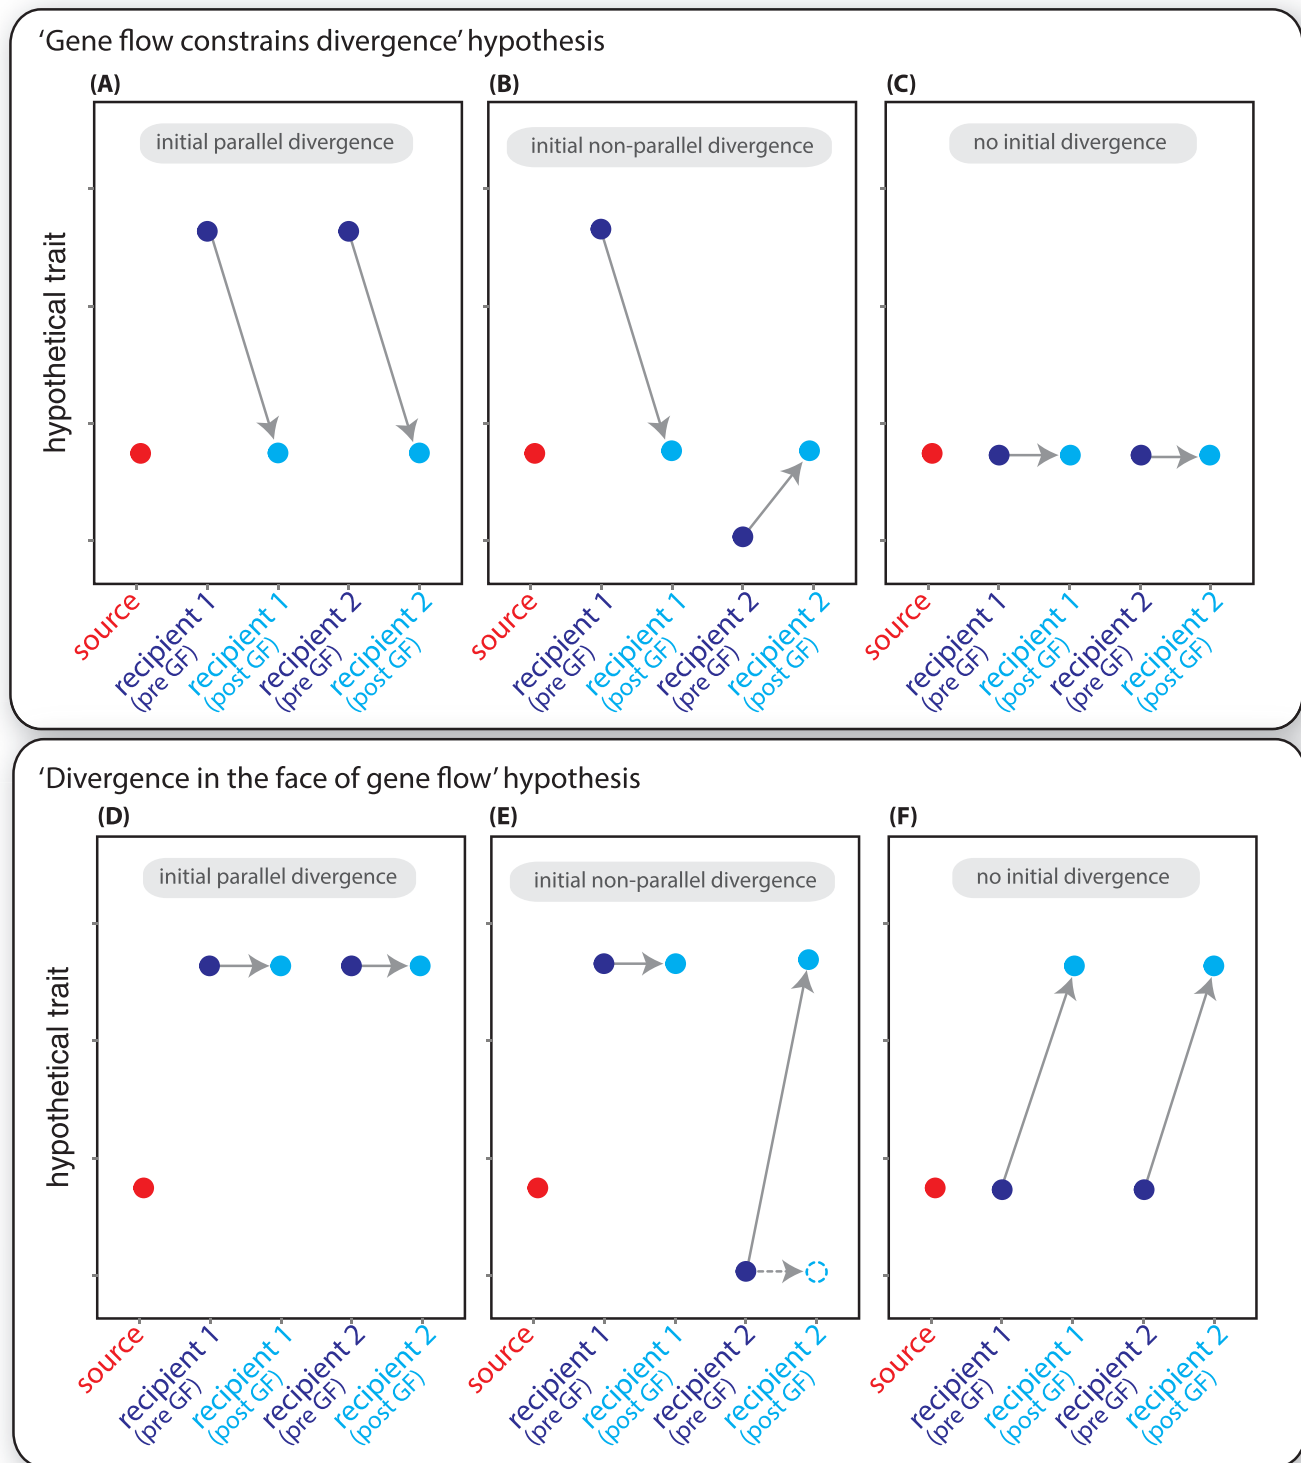 ‘Gene flow constrains divergence’ hypothesis
(A)
initial parallel divergence
hypothetical trait
source
recipient 1
(pre GF)
recipient 1
(post GF)
recipient 2
(pre GF)
recipient 2
(post GF)
(B)
initial non-parallel divergence
source
recipient 1
(pre GF)
recipient 1
(post GF)
recipient 2
(pre GF)
recipient 2
(post GF)
(C)
no initial divergence
source
recipient 1
(pre GF)
recipient 1
(post GF)
recipient 2
(pre GF)
recipient 2
(post GF)
‘Divergence in the face of gene flow’ hypothesis
(D)
initial parallel divergence
hypothetical trait
source
recipient 1
(pre GF)
recipient 1
(post GF)
recipient 2
(pre GF)
recipient 2
(post GF)
(E)
initial non-parallel divergence
source
recipient 1
(pre GF)
recipient 1
(post GF)
recipient 2
(pre GF)
recipient 2
(post GF)
(F)
no initial divergence
source
recipient 1
(pre GF)
recipient 1
(post GF)
recipient 2
(pre GF)
recipient 2
(post GF)